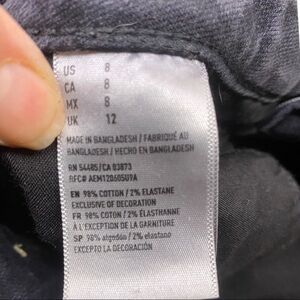 US 8
CA 8
MX 8
UK 12
MADE IN BANGLADESH / FABRIQUÉ AU
BANGLADESH / HECHO EN BANGLADESH
RN 54485/CA 03873
RFC# AEM120605U9A
EN 98% COTTON / 2% ELASTANE
EXCLUSIVE OF DECORATION
FR 98% COTON / 2% ÉLASTHANNE
À L'EXCEPTION DE LA GARNITURE
SP 98% algodón / 2% elastano
EXCEPTO LA DECORACIÓN